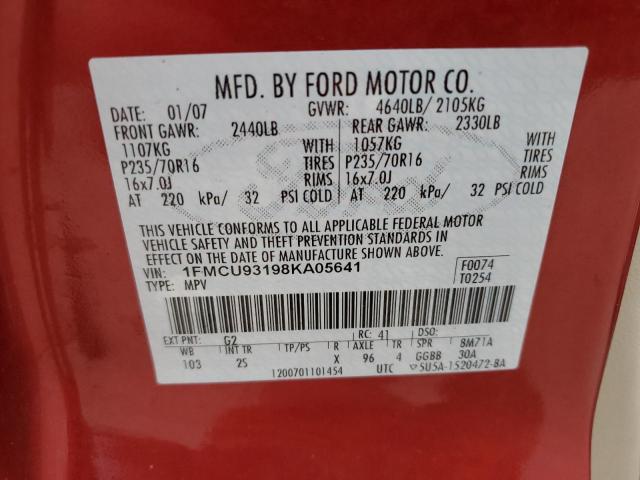 MFD. BY FORD MOTOR CO.
DATE: 01/07 GVWR: 4640LB/ 2105KG
FRONT GAWR: 2440LB REAR GAWR: 2330LB
1107KG WITH 1057KG WITH
P235/70R16 TIRES P235/70R16 TIRES
16x7.0J RIMS 16x7.0J RIMS
AT 220 kPa/ 32 PSI COLD AT 220 kPa/ 32 PSI COLD
THIS VEHICLE CONFORMS TO ALL APPLICABLE FEDERAL MOTOR
VEHICLE SAFETY AND THEFT PREVENTION STANDARDS IN
EFFECT ON THE DATE OF MANUFACTURE SHOWN ABOVE.
VIN: 1FMCU93198KA05641 F0074
TYPE: MPV T0254
EXT PNT: G2 RC: 41 DSO:
WB INT TR TP/PS R AXLE TR SPR 8M71A
103 2S X 96 4 GGBB 30A
1200701101454 UTC 5U5A-1520472-BA
Ford